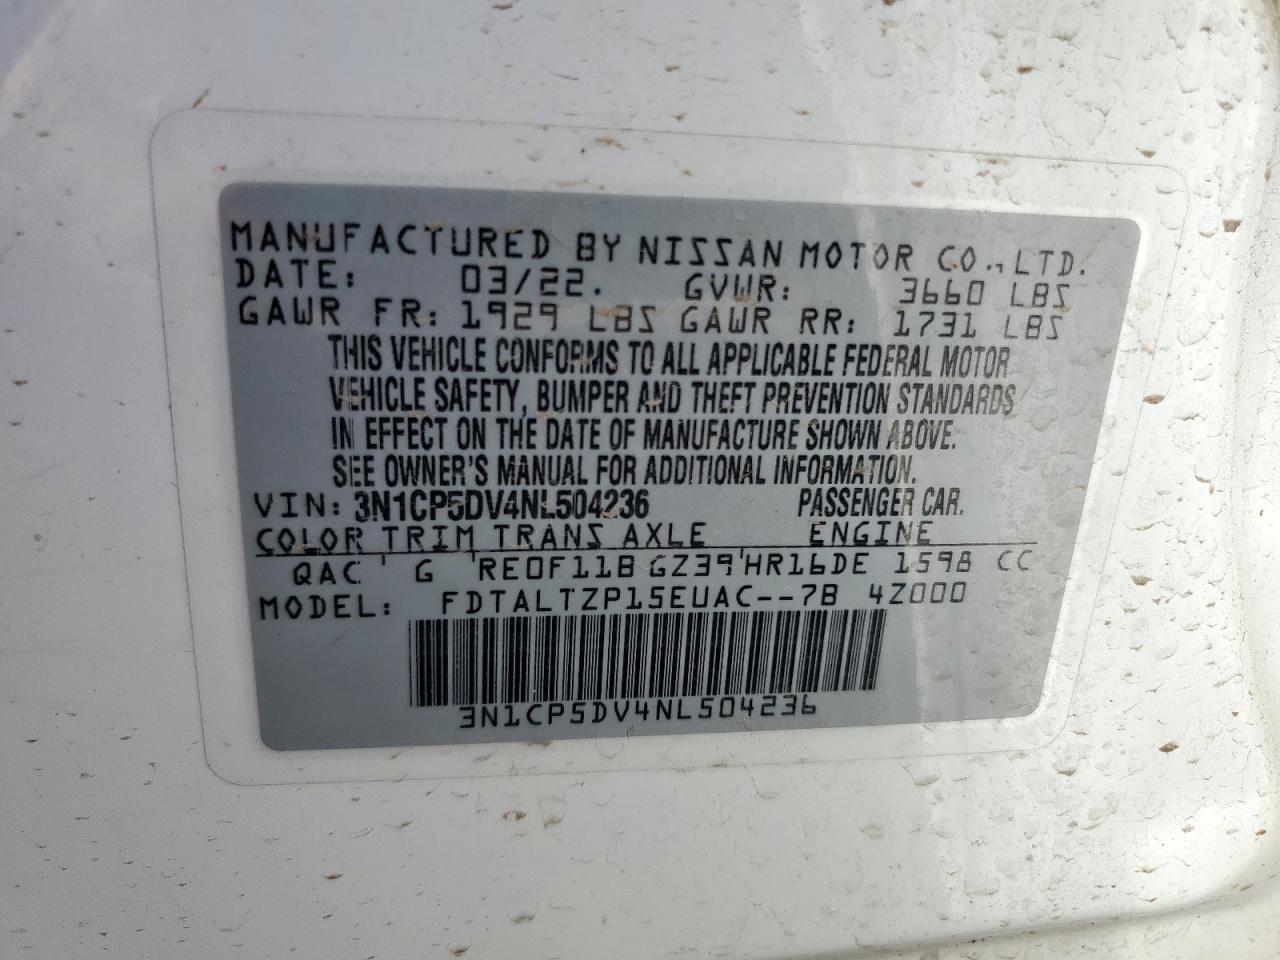 MANUFACTURED BY NISSAN MOTOR CO., LTD.
DATE: 03/22. GVWR: 3660 LBS
GAWR FR: 1929 LBS GAWR RR: 1731 LBS
THIS VEHICLE CONFORMS TO ALL APPLICABLE FEDERAL MOTOR
VEHICLE SAFETY, BUMPER AND THEFT PREVENTION STANDARDS
IN EFFECT ON THE DATE OF MANUFACTURE SHOWN ABOVE.
SEE OWNER'S MANUAL FOR ADDITIONAL INFORMATION.
VIN: 3N1CP5DV4NL504236 PASSENGER CAR.
COLOR TRIM TRANS AXLE ENGINE
QAC ' G RE0F11B GZ39'HR16DE 1598 CC
MODEL: FDTALTZP15EUAC--7B 4Z000
3N1CP5DV4NL504236